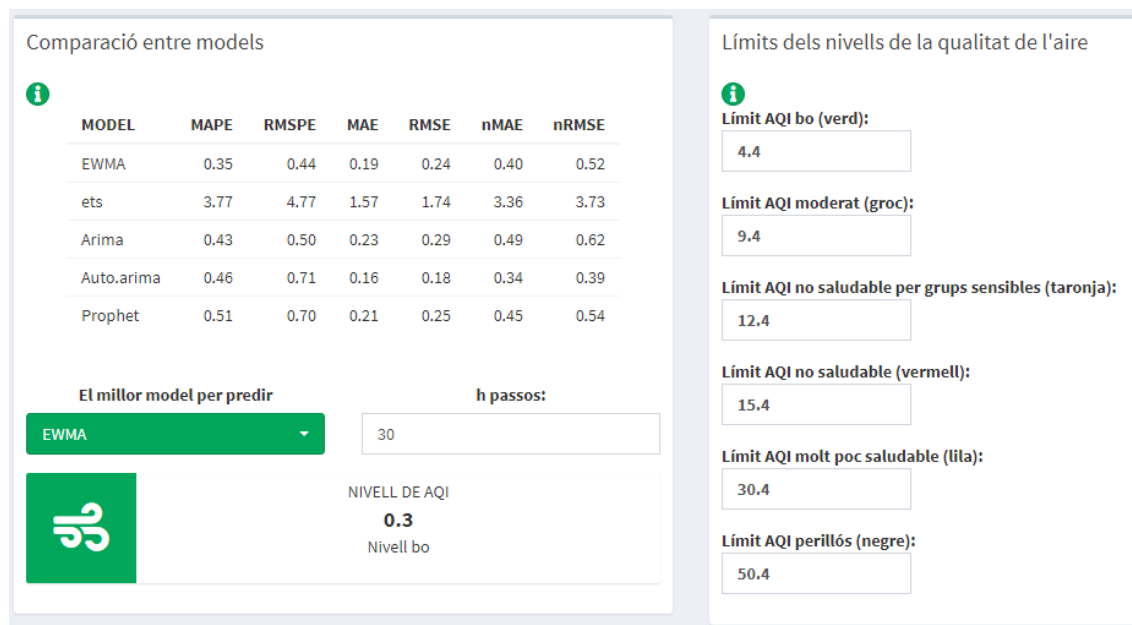 Comparació entre models
MODEL MAPE RMSPE MAE RMSE nMAE nRMSE
EWMA 0.35 0.44 0.19 0.24 0.40 0.52
ets 3.77 4.77 1.57 1.74 3.36 3.73
Arima 0.43 0.50 0.23 0.29 0.49 0.62
Auto.arima 0.46 0.71 0.16 0.18 0.34 0.39
Prophet 0.51 0.70 0.21 0.25 0.45 0.54
El millor model per predir h passos:
EWMA 30
NIVELL DE AQI
0.3
Nivell bo
Límits dels nivells de la qualitat de l'aire
Límit AQI bo (verd):
4.4
Límit AQI moderat (groc):
9.4
Límit AQI no saludable per grups sensibles (taronja):
12.4
Límit AQI no saludable (vermell):
15.4
Límit AQI molt poc saludable (lila):
30.4
Límit AQI perillós (negre):
50.4